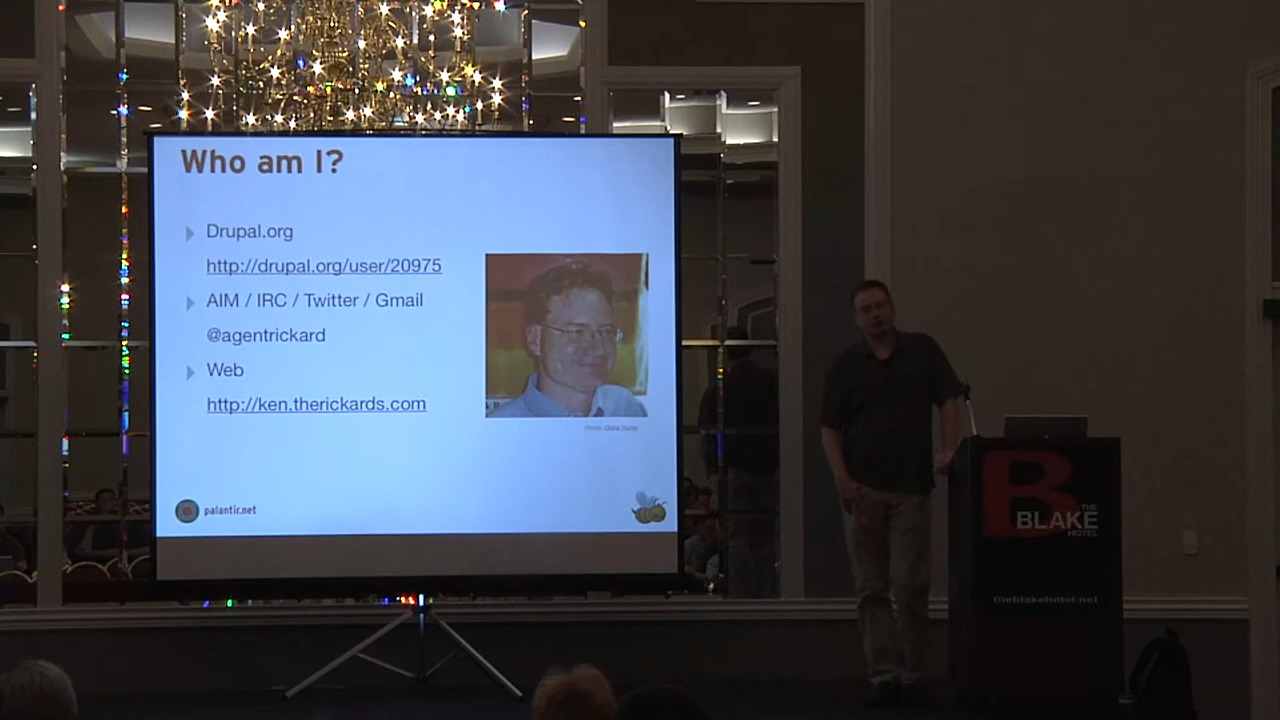 Who am I?
Drupal.org
http://drupal.org/user/20975
AIM / IRC / Twitter / Gmail
@agentrickard
Web
http://ken.therickards.com
palantir.net
B
THE
BLAKE
HOTEL
theblakehotel.net